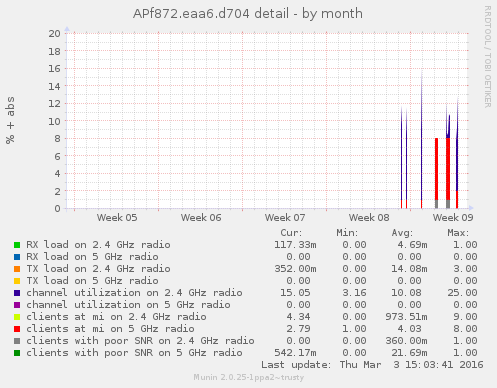 APf872.eaa6.d704 detail - by month
RRDTOOL / TOBI OETIKER
% + abs
20
18
16
14
12
10
8
6
4
2
0
Week 05 Week 06 Week 07 Week 08 Week 09
Cur: Min: Avg: Max:
RX load on 2.4 GHz radio 117.33m 0.00 4.69m 1.00
RX load on 5 GHz radio 0.00 0.00 0.00 0.00
TX load on 2.4 GHz radio 352.00m 0.00 14.08m 3.00
TX load on 5 GHz radio 0.00 0.00 0.00 0.00
channel utilization on 2.4 GHz radio 15.05 3.16 10.08 25.00
channel utilization on 5 GHz radio 0.00 0.00 0.00 0.00
clients at mi on 2.4 GHz radio 4.34 0.00 973.51m 9.00
clients at mi on 5 GHz radio 2.79 1.00 4.03 8.00
clients with poor SNR on 2.4 GHz radio 0.00 0.00 360.00m 1.00
clients with poor SNR on 5 GHz radio 542.17m 0.00 21.69m 1.00
Last update: Thu Mar 3 15:03:41 2016
Munin 2.0.25-1ppa2~trusty